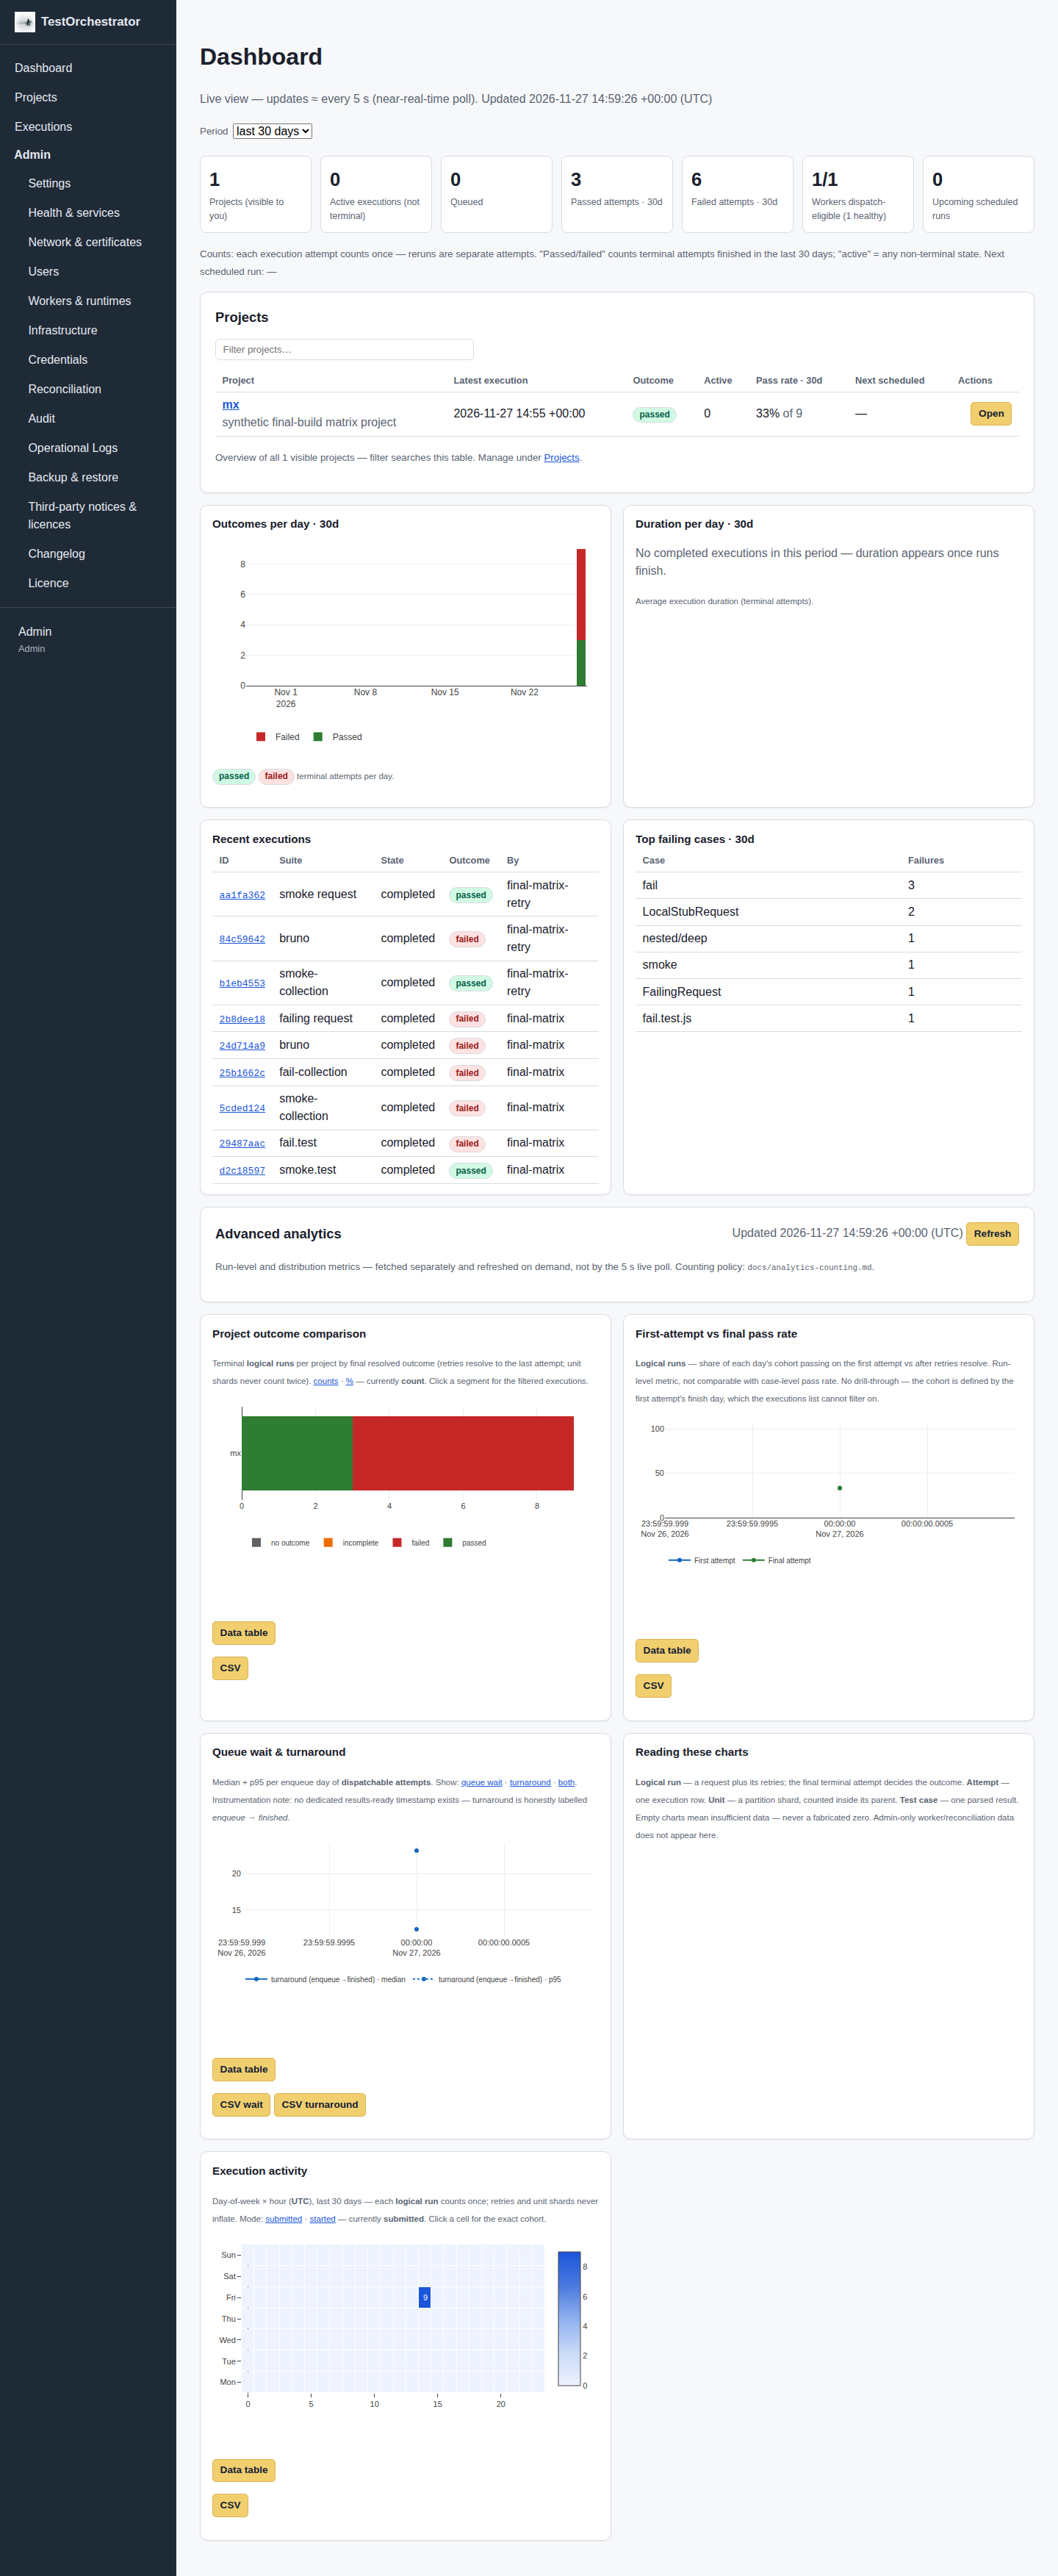 TestOrchestrator
Dashboard
Projects
Executions
Admin
Settings
Health & services
Network & certificates
Users
Workers & runtimes
Infrastructure
Credentials
Reconciliation
Audit
Operational Logs
Backup & restore
Third-party notices &
licences
Changelog
Licence
Admin
Admin
Dashboard
Live view — updates ≈ every 5 s (near-real-time poll). Updated 2026-11-27 14:59:26 +00:00 (UTC)
Period last 30 days
1
Projects (visible to
you)
0
Active executions (not
terminal)
0
Queued
3
Passed attempts · 30d
6
Failed attempts · 30d
1/1
Workers dispatch-
eligible (1 healthy)
0
Upcoming scheduled
runs
Counts: each execution attempt counts once — reruns are separate attempts. "Passed/failed" counts terminal attempts finished in the last 30 days; "active" = any non-terminal state. Next
scheduled run: —
Projects
Filter projects…
Project Latest execution Outcome Active Pass rate · 30d Next scheduled Actions
mx
synthetic final-build matrix project
2026-11-27 14:55 +00:00 passed 0 33% of 9 — Open
Overview of all 1 visible projects — filter searches this table. Manage under Projects.
Outcomes per day · 30d
8
6
4
2
0
Nov 1 Nov 8 Nov 15 Nov 22
2026
Failed Passed
passed failed terminal attempts per day.
Duration per day · 30d
No completed executions in this period — duration appears once runs
finish.
Average execution duration (terminal attempts).
Recent executions
ID Suite State Outcome By
aa1fa362 smoke request completed passed final-matrix-
retry
84c59642 bruno completed failed final-matrix-
retry
b1eb4553 smoke-
collection completed passed final-matrix-
retry
2b8dee18 failing request completed failed final-matrix
24d714a9 bruno completed failed final-matrix
25b1662c fail-collection completed failed final-matrix
5cded124 smoke-
collection completed failed final-matrix
29487aac fail.test completed failed final-matrix
d2c18597 smoke.test completed passed final-matrix
Top failing cases · 30d
Case Failures
fail 3
LocalStubRequest 2
nested/deep 1
smoke 1
FailingRequest 1
fail.test.js 1
Advanced analytics
Updated 2026-11-27 14:59:26 +00:00 (UTC) Refresh
Run-level and distribution metrics — fetched separately and refreshed on demand, not by the 5 s live poll. Counting policy: docs/analytics-counting.md.
Project outcome comparison
Terminal logical runs per project by final resolved outcome (retries resolve to the last attempt; unit
shards never count twice). counts · % — currently count. Click a segment for the filtered executions.
mx
0 2 4 6 8
no outcome incomplete failed passed
Data table
CSV
First-attempt vs final pass rate
Logical runs — share of each day's cohort passing on the first attempt vs after retries resolve. Run-
level metric, not comparable with case-level pass rate. No drill-through — the cohort is defined by the
first attempt's finish day, which the executions list cannot filter on.
100
50
0
23:59:59.999 23:59:59.9995 00:00:00 00:00:00.0005
Nov 26, 2026 Nov 27, 2026
First attempt Final attempt
Data table
CSV
Queue wait & turnaround
Median + p95 per enqueue day of dispatchable attempts. Show: queue wait · turnaround · both.
Instrumentation note: no dedicated results-ready timestamp exists — turnaround is honestly labelled
enqueue → finished.
20
15
23:59:59.999 23:59:59.9995 00:00:00 00:00:00.0005
Nov 26, 2026 Nov 27, 2026
turnaround (enqueue→finished) · median turnaround (enqueue→finished) · p95
Data table
CSV wait CSV turnaround
Reading these charts
Logical run — a request plus its retries; the final terminal attempt decides the outcome. Attempt —
one execution row. Unit — a partition shard, counted inside its parent. Test case — one parsed result.
Empty charts mean insufficient data — never a fabricated zero. Admin-only worker/reconciliation data
does not appear here.
Execution activity
Day-of-week × hour (UTC), last 30 days — each logical run counts once; retries and unit shards never
inflate. Mode: submitted · started — currently submitted. Click a cell for the exact cohort.
Sun
Sat
Fri
Thu
Wed
Tue
Mon
9
0 5 10 15 20
8
6
4
2
0
Data table
CSV